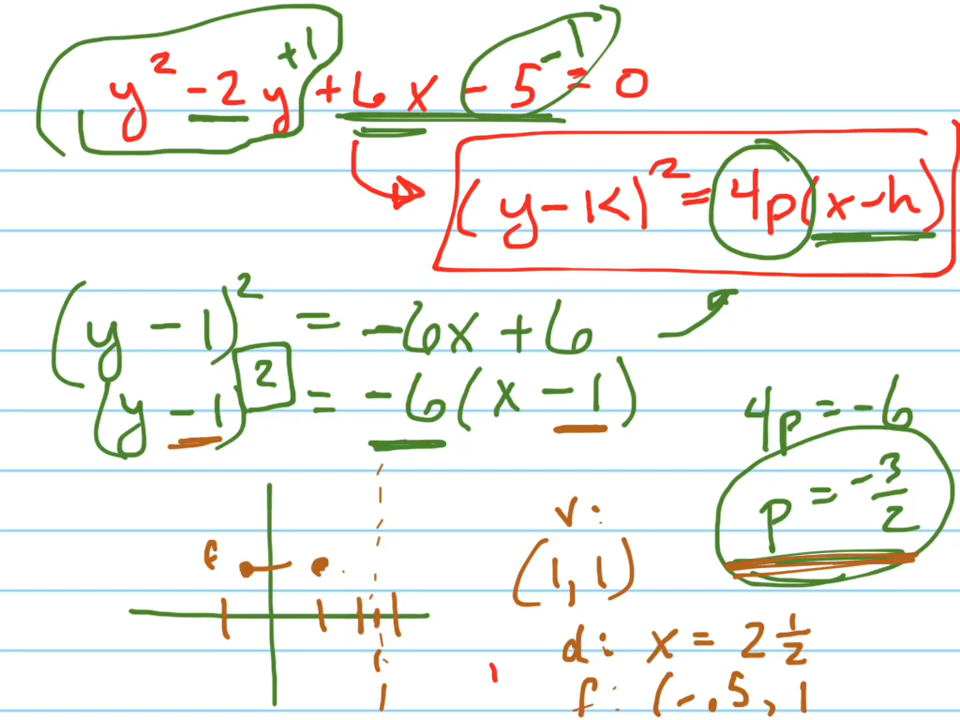 y² -2y +1 +6x -5 -1 = 0
(y-k)² = 4p(x-h)
(y - 1)² = -6x + 6
(y - 1)² = -6(x - 1)
4p = -6
p = -3/2
v:
(1, 1)
d: x = 2 1/2
f: (-.5, 1
f